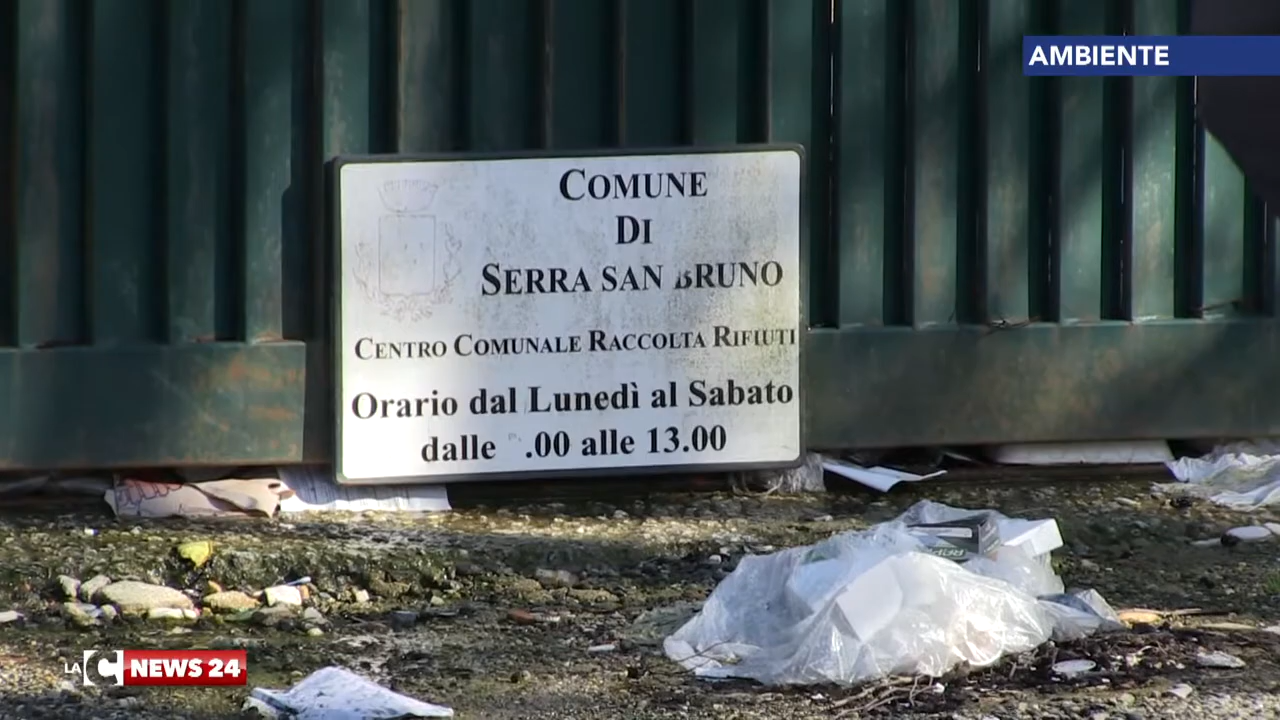 AMBIENTE
COMUNE
DI
SERRA SAN BRUNO
CENTRO COMUNALE RACCOLTA RIFIUTI
Orario dal Lunedì al Sabato
dalle .00 alle 13.00
LA C NEWS 24